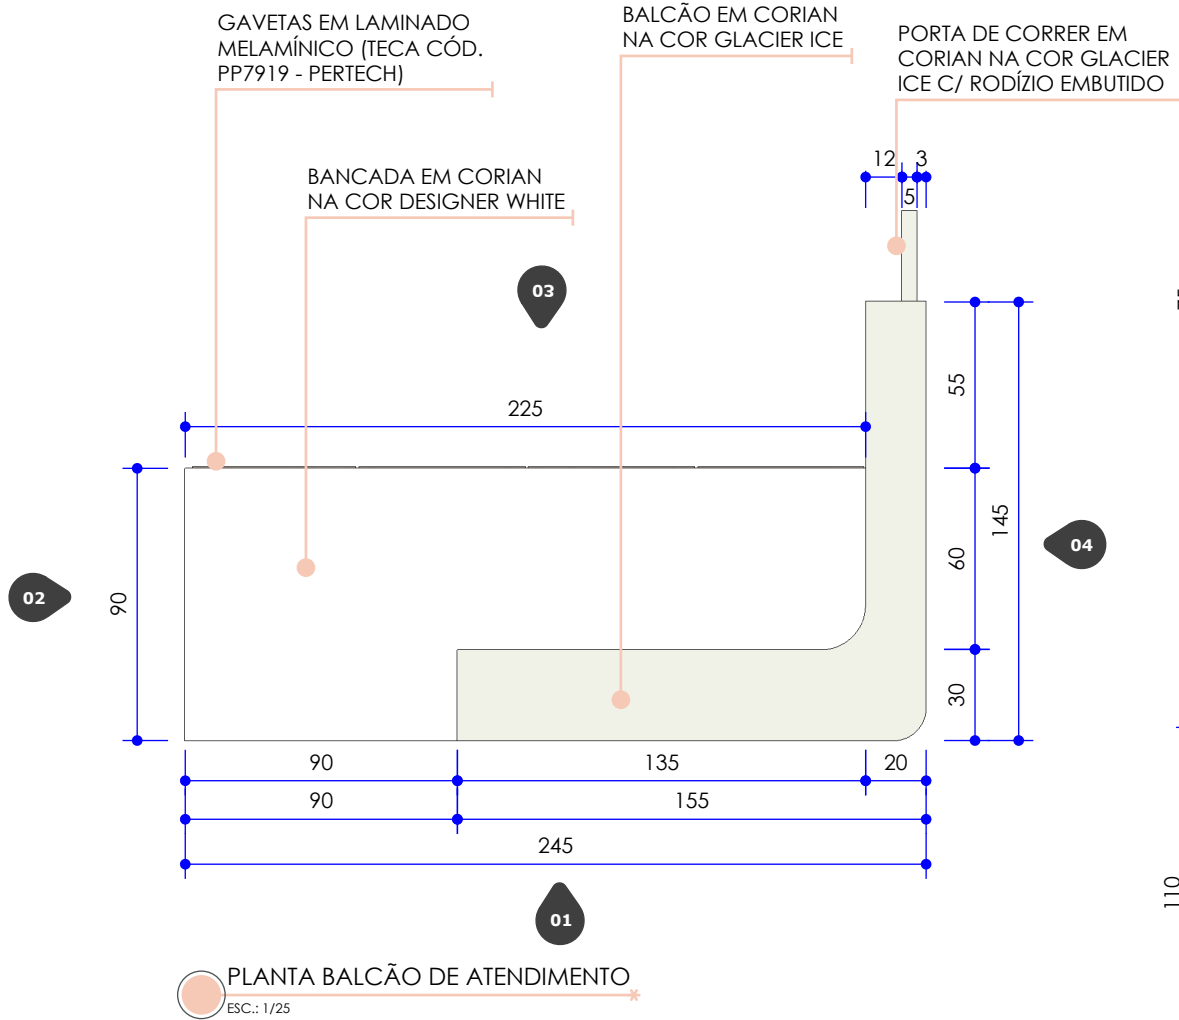 GAVETAS EM LAMINADO
MELAMÍNICO (TECA CÓD.
PP7919 - PERTECH)
BALCÃO EM CORIAN
NA COR GLACIER ICE
PORTA DE CORRER EM
CORIAN NA COR GLACIER
ICE C/ RODÍZIO EMBUTIDO
BANCADA EM CORIAN
NA COR DESIGNER WHITE
12
3
5
03
225
55
145
60
30
04
02
90
90
135
20
90
155
245
110
01
PLANTA BALCÃO DE ATENDIMENTO
ESC.: 1/25